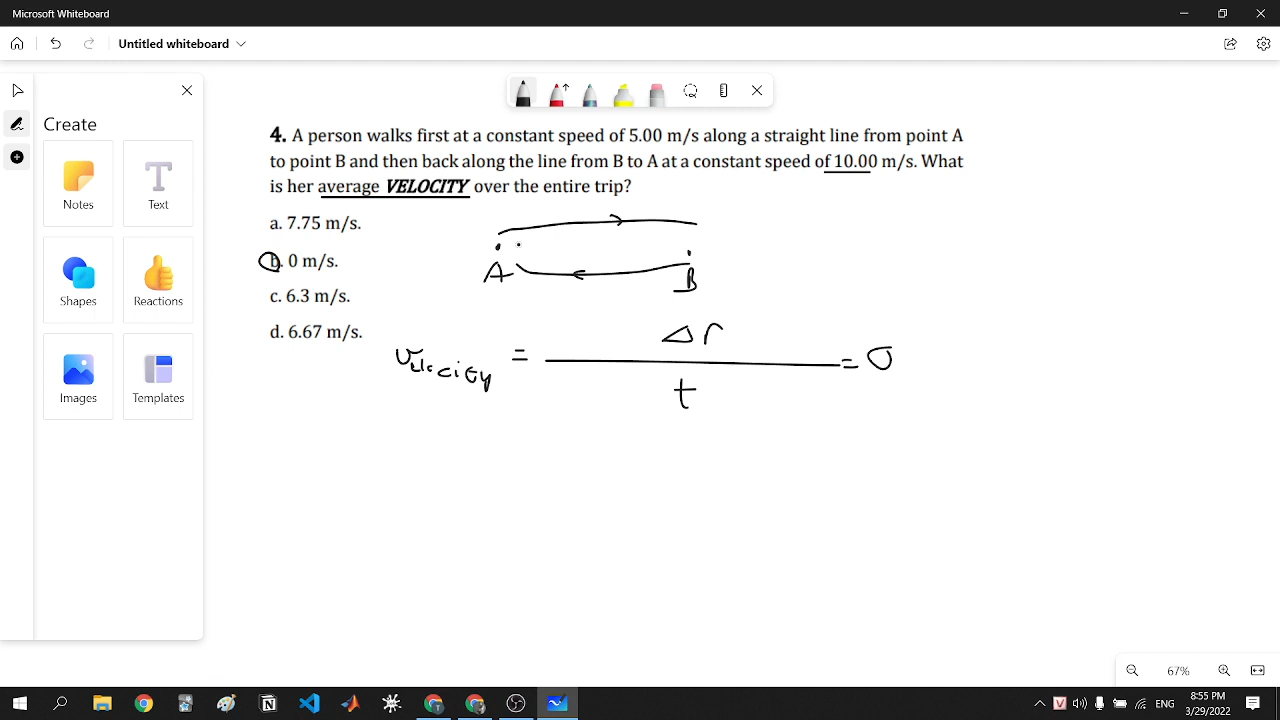 Microsoft Whiteboard
Untitled whiteboard
Create
Notes
Text
Shapes
Reactions
Images
Templates
4. A person walks first at a constant speed of 5.00 m/s along a straight line from point A
to point B and then back along the line from B to A at a constant speed of 10.00 m/s. What
is her average VELOCITY over the entire trip?
a. 7.75 m/s.
b. 0 m/s.
c. 6.3 m/s.
d. 6.67 m/s.
A B
Velocity = Δr / t = 0
67%
ENG
8:55 PM
3/29/2022